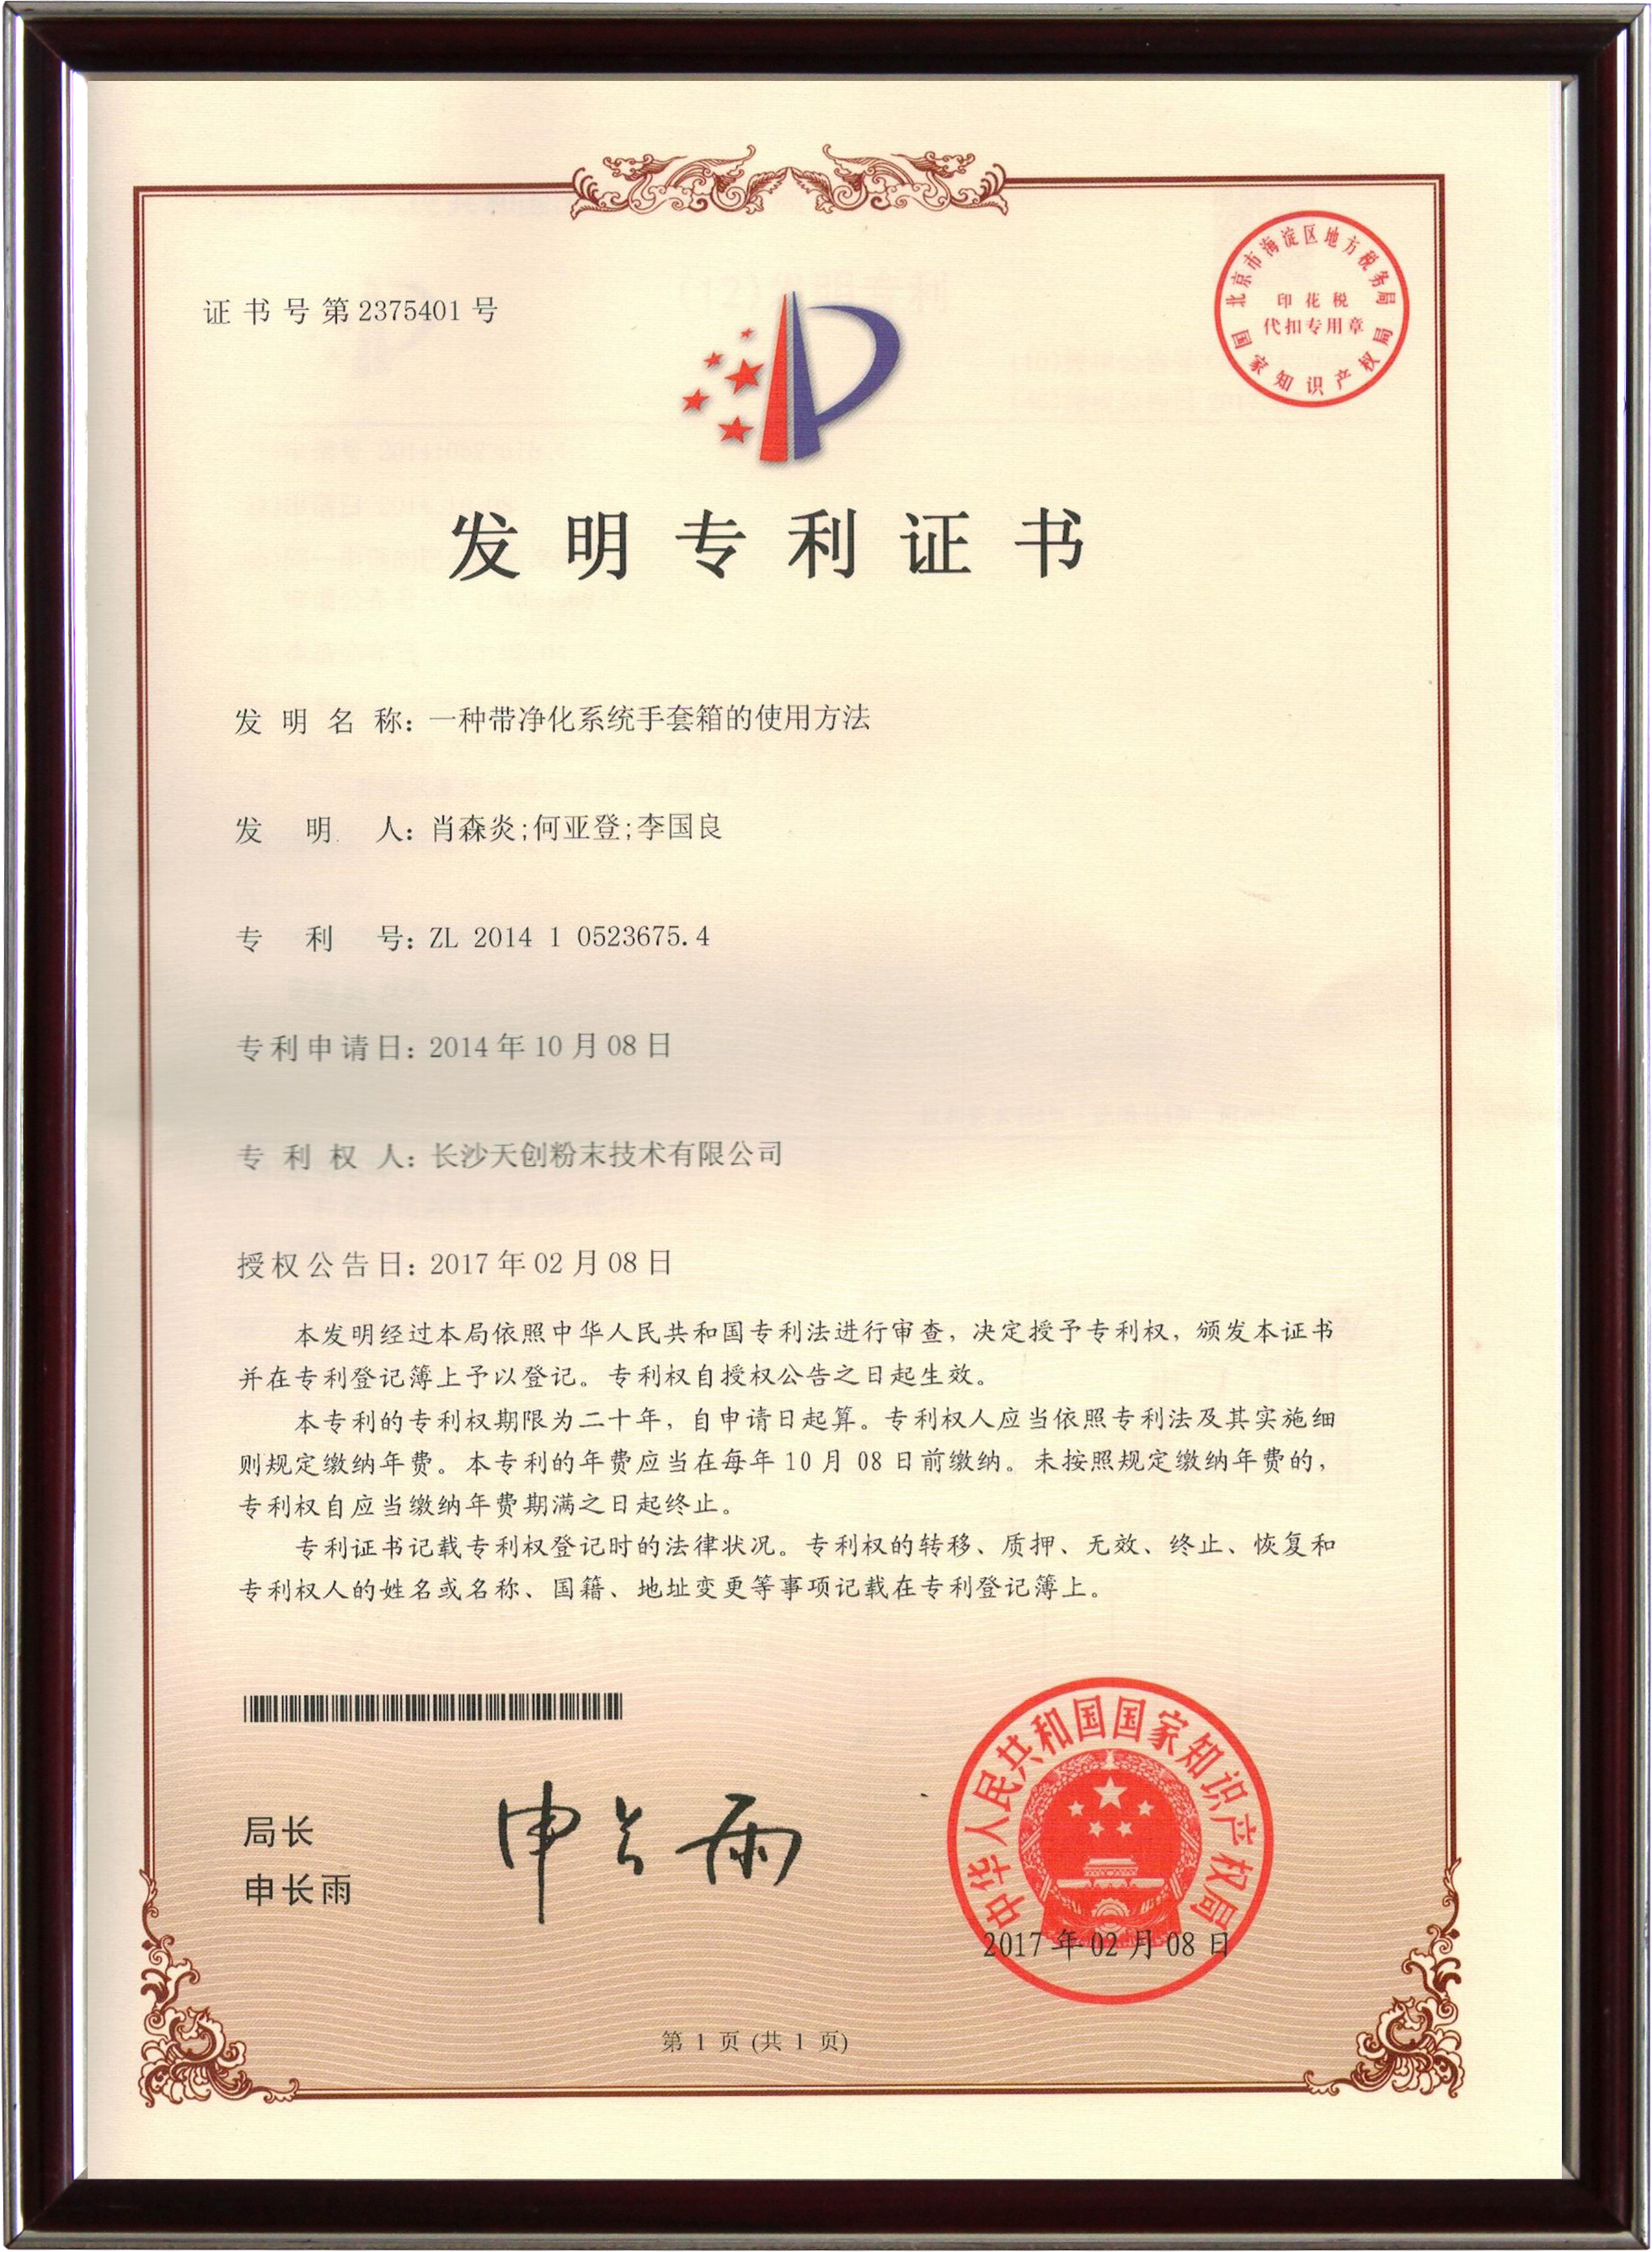 证书号第2375401号
北京市海淀区地方税务局
印花税
代扣专用章
国家知识产权局
发明专利证书
发明名称：一种带净化系统手套箱的使用方法
发明人：肖森炎;何亚登;李国良
专利号：ZL 2014 1 0523675.4
专利申请日：2014年10月08日
专利权人：长沙天创粉末技术有限公司
授权公告日：2017年02月08日
本发明经过本局依照中华人民共和国专利法进行审查，决定授予专利权，颁发本证书
并在专利登记簿上予以登记。专利权自授权公告之日起生效。
本专利的专利权期限为二十年，自申请日起算。专利权人应当依照专利法及其实施细
则规定缴纳年费。本专利的年费应当在每年10月08日前缴纳。未按照规定缴纳年费的，
专利权自应当缴纳年费期满之日起终止。
专利证书记载专利权登记时的法律状况。专利权的转移、质押、无效、终止、恢复和
专利权人的姓名或名称、国籍、地址变更等事项记载在专利登记簿上。
局长
申长雨
申长雨
中华人民共和国国家知识产权局
2017年02月08日
第1页(共1页)